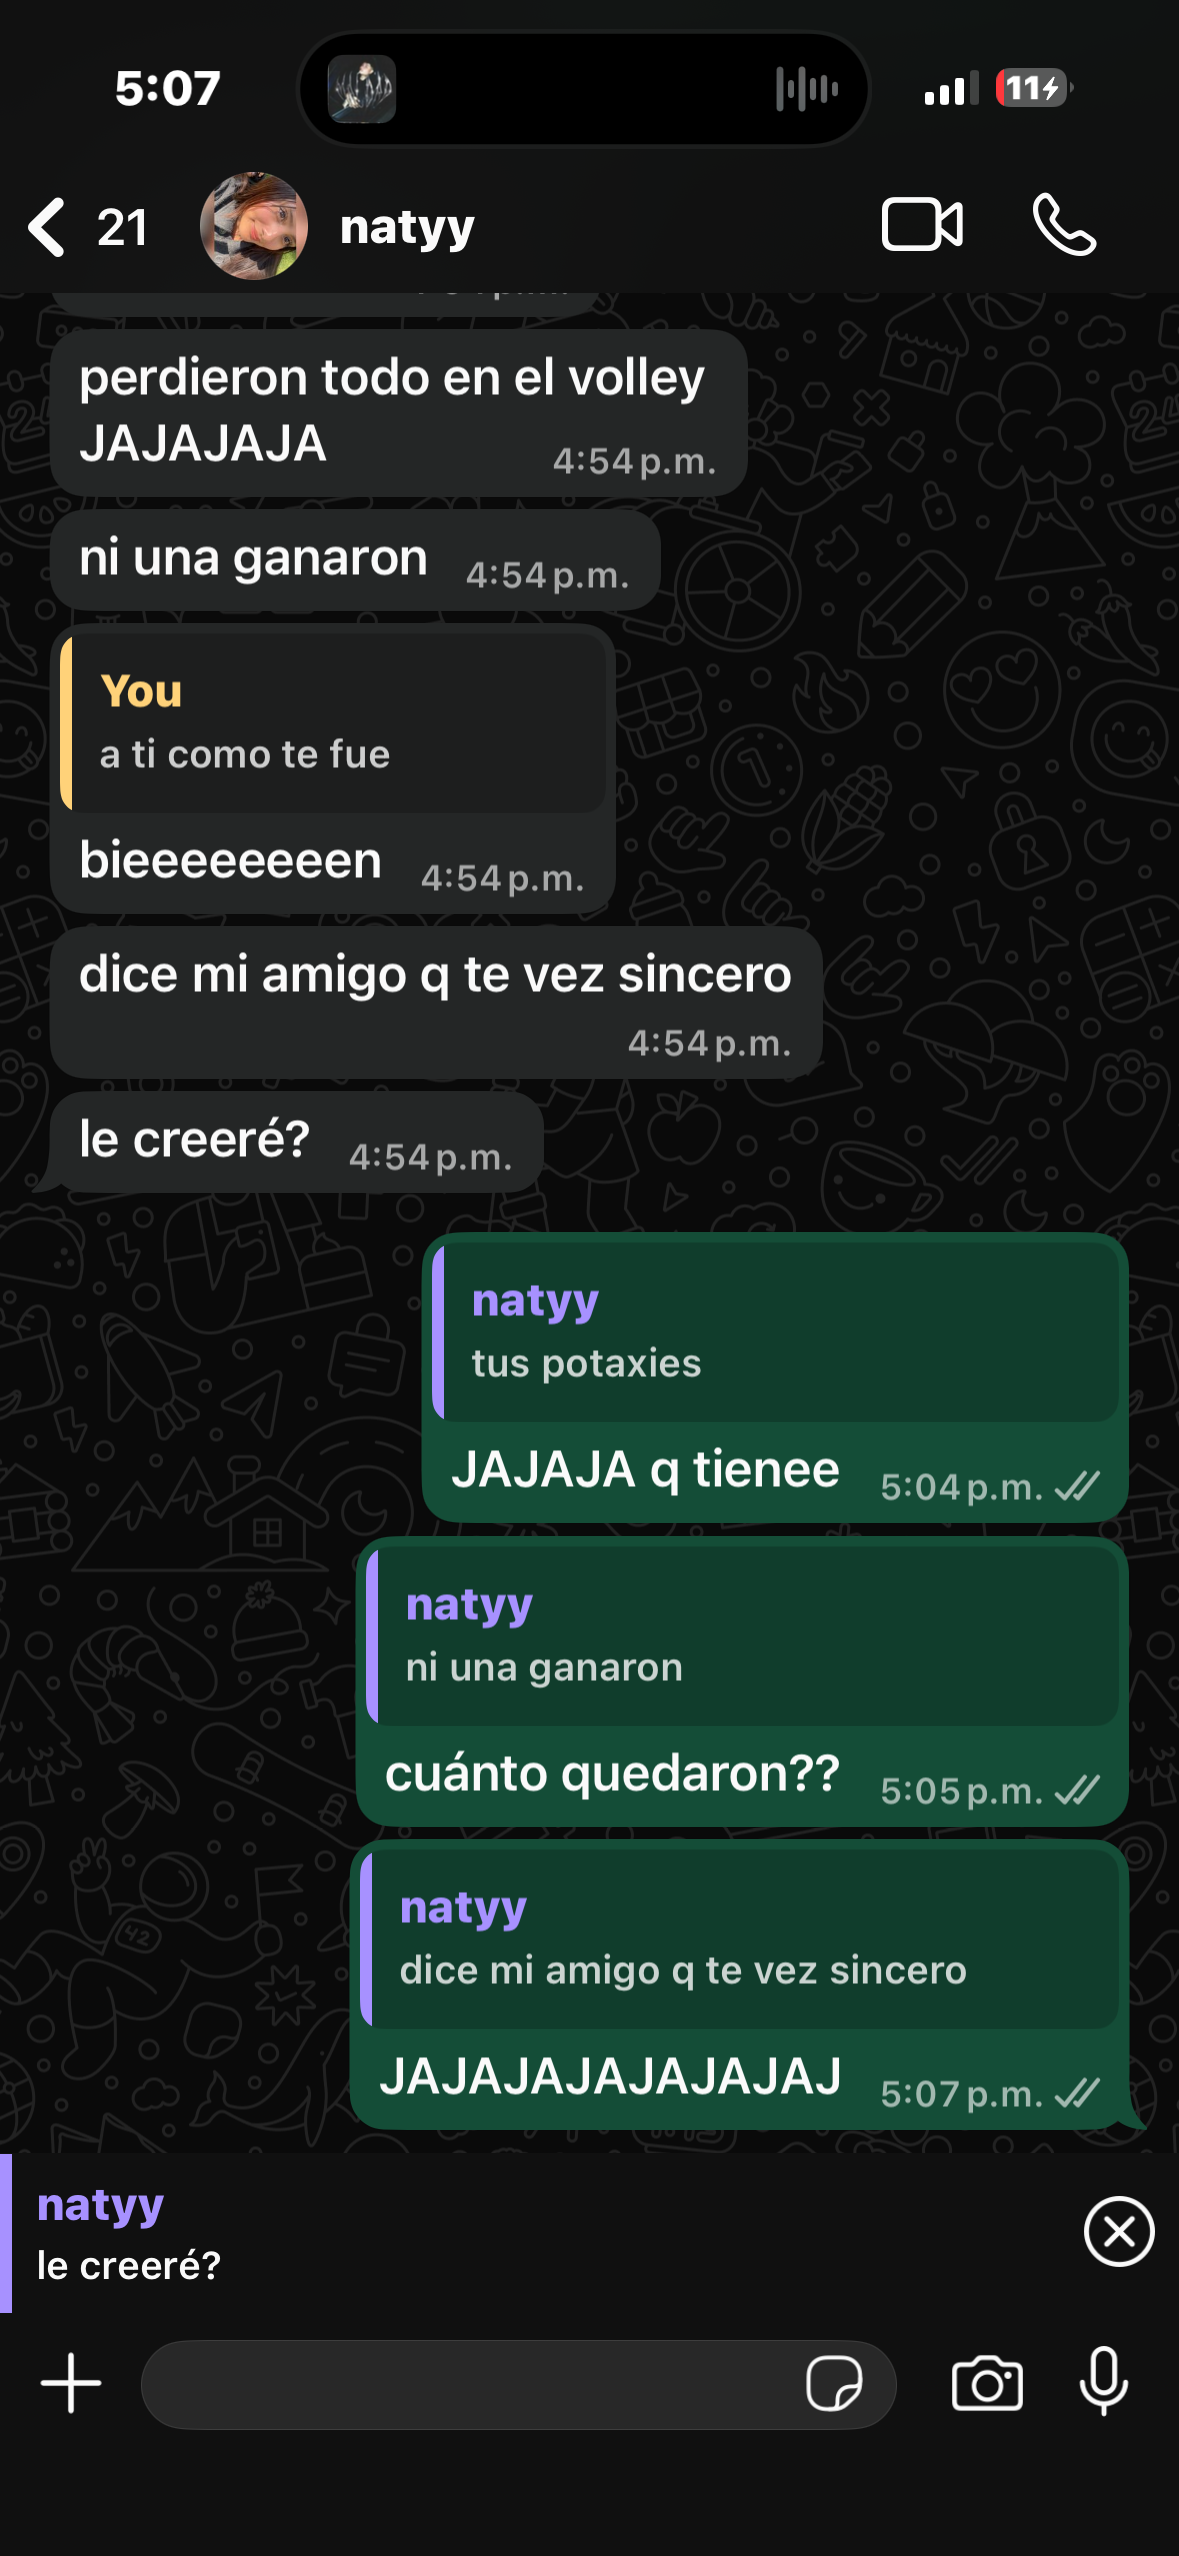 5:07
11
21
natyy
perdieron todo en el volley
JAJAJAJA
4:54 p.m.
ni una ganaron
4:54 p.m.
You
a ti como te fue
bieeeeeeeeen
4:54 p.m.
dice mi amigo q te vez sincero
4:54 p.m.
le creeré?
4:54 p.m.
natyy
tus potaxies
JAJAJA q tienee
5:04 p.m.
natyy
ni una ganaron
cuánto quedaron??
5:05 p.m.
natyy
dice mi amigo q te vez sincero
JAJAJAJAJAJAJAJ
5:07 p.m.
natyy
le creeré?